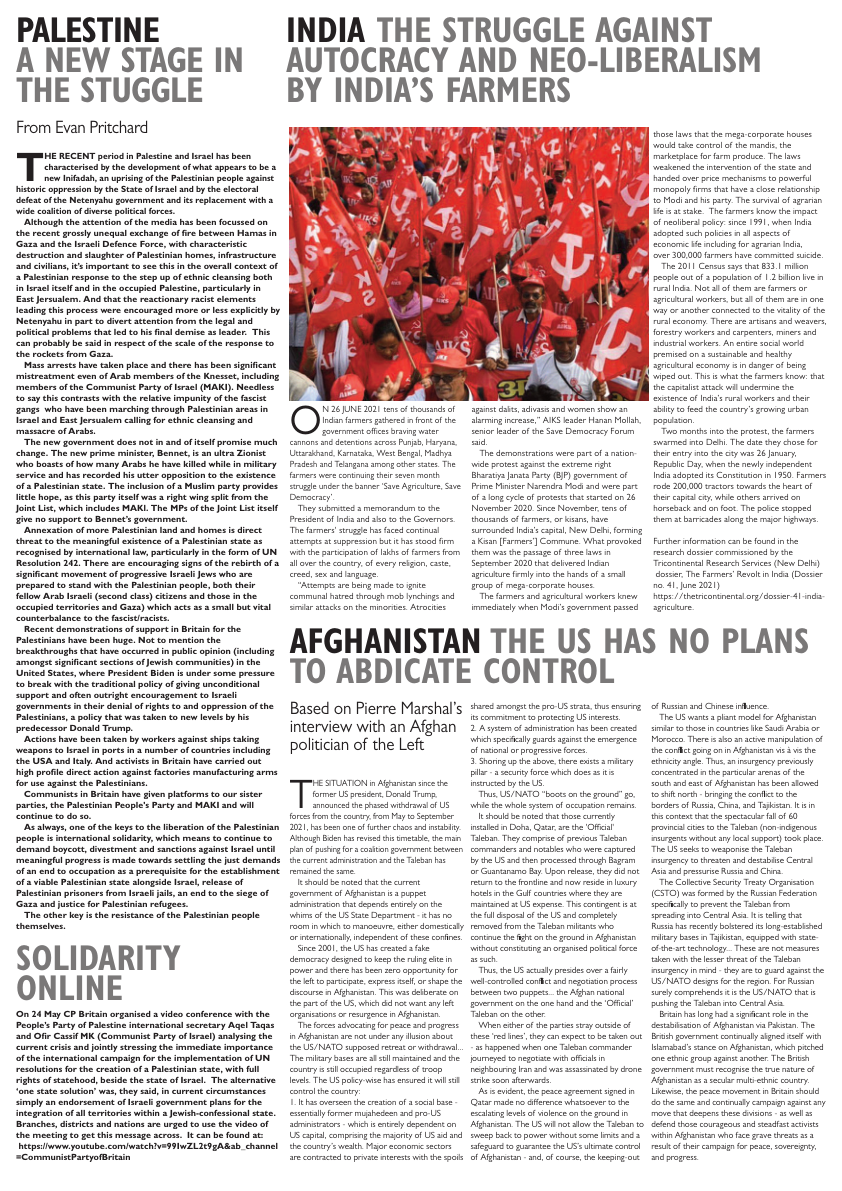 PALESTINE
A NEW STAGE IN
THE STUGGLE
From Evan Pritchard
THE RECENT period in Palestine and Israel has been
characterised by the development of what appears to be a
new Inifadah, an uprising of the Palestinian people against
historic oppression by the State of Israel and by the electoral
defeat of the Netenyahu government and its replacement with a
wide coalition of diverse political forces.
Although the attention of the media has been focussed on
the recent grossly unequal exchange of fire between Hamas in
Gaza and the Israeli Defence Force, with characteristic
destruction and slaughter of Palestinian homes, infrastructure
and civilians, it's important to see this in the overall context of
a Palestinian response to the step up of ethnic cleansing both
in Israel itself and in the occupied Palestine, particularly in
East Jersualem. And that the reactionary racist elements
leading this process were encouraged more or less explicitly by
Netenyahu in part to divert attention from the legal and
political problems that led to his final demise as leader. This
can probably be said in respect of the scale of the response to
the rockets from Gaza.
Mass arrests have taken place and there has been significant
mistreatment even of Arab members of the Knesset, including
members of the Communist Party of Israel (MAKI). Needless
to say this contrasts with the relative impunity of the fascist
gangs who have been marching through Palestinian areas in
Israel and East Jersualem calling for ethnic cleansing and
massacre of Arabs.
The new government does not in and of itself promise much
change. The new prime minister, Bennet, is an ultra Zionist
who boasts of how many Arabs he have killed while in military
service and has recorded his utter opposition to the existence
of a Palestinian state. The inclusion of a Muslim party provides
little hope, as this party itself was a right wing split from the
Joint List, which includes MAKI. The MPs of the Joint List itself
give no support to Bennet's government.
Annexation of more Palestinian land and homes is direct
threat to the meaningful existence of a Palestinian state as
recognised by international law, particularly in the form of UN
Resolution 242. There are encouraging signs of the rebirth of a
significant movement of progressive Israeli Jews who are
prepared to stand with the Palestinian people, both their
fellow Arab Israeli (second class) citizens and those in the
occupied territories and Gaza) which acts as a small but vital
counterbalance to the fascist/racists.
Recent demonstrations of support in Britain for the
Palestinians have been huge. Not to mention the
breakthroughs that have occurred in public opinion (including
amongst significant sections of Jewish communities) in the
United States, where President Biden is under some pressure
to break with the traditional policy of giving unconditional
support and often outright encouragement to Israeli
governments in their denial of rights to and oppression of the
Palestinians, a policy that was taken to new levels by his
predecessor Donald Trump.
Actions have been taken by workers against ships taking
weapons to Israel in ports in a number of countries including
the USA and Italy. And activists in Britain have carried out
high profile direct action against factories manufacturing arms
for use against the Palestinians.
Communists in Britain have given platforms to our sister
parties, the Palestinian People's Party and MAKI and will
continue to do so.
As always, one of the keys to the liberation of the Palestinian
people is international solidarity, which means to continue to
demand boycott, divestment and sanctions against Israel until
meaningful progress is made towards settling the just demands
of an end to occupation as a prerequisite for the establishment
of a viable Palestinian state alongside Israel, release of
Palestinian prisoners from Israeli jails, an end to the siege of
Gaza and justice for Palestinian refugees.
The other key is the resistance of the Palestinian people
themselves.
SOLIDARITY
ONLINE
On 24 May CP Britain organised a video conference with the
People's Party of Palestine international secretary Aqel Taqas
and Ofir Cassif MK (Communist Party of Israel) analysing the
current crisis and jointly stressing the immediate importance
of the international campaign for the implementation of UN
resolutions for the creation of a Palestinian state, with full
rights of statehood, beside the state of Israel. The alternative
'one state solution' was, they said, in current circumstances
simply an endorsement of Israeli government plans for the
integration of all territories within a Jewish-confessional state.
Branches, districts and nations are urged to use the video of
the meeting to get this message across. It can be found at:
https://www.youtube.com/watch?v=99IwZL2t9gA&ab_channel
=CommunistPartyofBritain
INDIA THE STRUGGLE AGAINST
AUTOCRACY AND NEO-LIBERALISM
BY INDIA'S FARMERS
AIKS
ON 26 JUNE 2021 tens of thousands of
Indian farmers gathered in front of the
government offices braving water
cannons and detentions across Punjab, Haryana,
Uttarakhand, Karnataka, West Bengal, Madhya
Pradesh and Telangana among other states. The
farmers were continuing their seven month
struggle under the banner 'Save Agriculture, Save
Democracy'.
They submitted a memorandum to the
President of India and also to the Governors.
The farmers' struggle has faced continual
attempts at suppression but it has stood firm
with the participation of lakhs of farmers from
all over the country, of every religion, caste,
creed, sex and language.
"Attempts are being made to ignite
communal hatred through mob lynchings and
similar attacks on the minorities. Atrocities
against dalits, adivasis and women show an
alarming increase," AIKS leader Hanan Mollah,
senior leader of the Save Democracy Forum
said.
The demonstrations were part of a nation-
wide protest against the extreme right
Bharatiya Janata Party (BJP) government of
Prime Minister Narendra Modi and were part
of a long cycle of protests that started on 26
November 2020. Since November, tens of
thousands of farmers, or kisans, have
surrounded India's capital, New Delhi, forming
a Kisan [Farmers'] Commune. What provoked
them was the passage of three laws in
September 2020 that delivered Indian
agriculture firmly into the hands of a small
group of mega-corporate houses.
The farmers and agricultural workers knew
immediately when Modi's government passed
those laws that the mega-corporate houses
would take control of the mandis, the
marketplace for farm produce. The laws
weakened the intervention of the state and
handed over price mechanisms to powerful
monopoly firms that have a close relationship
to Modi and his party. The survival of agrarian
life is at stake. The farmers know the impact
of neoliberal policy: since 1991, when India
adopted such policies in all aspects of
economic life including for agrarian India,
over 300,000 farmers have committed suicide.
The 2011 Census says that 833.1 million
people out of a population of 1.2 billion live in
rural India. Not all of them are farmers or
agricultural workers, but all of them are in one
way or another connected to the vitality of the
rural economy. There are artisans and weavers,
forestry workers and carpenters, miners and
industrial workers. An entire social world
premised on a sustainable and healthy
agricultural economy is in danger of being
wiped out. This is what the farmers know: that
the capitalist attack will undermine the
existence of India's rural workers and their
ability to feed the country's growing urban
population.
Two months into the protest, the farmers
swarmed into Delhi. The date they chose for
their entry into the city was 26 January,
Republic Day, when the newly independent
India adopted its Constitution in 1950. Farmers
rode 200,000 tractors towards the heart of
their capital city, while others arrived on
horseback and on foot. The police stopped
them at barricades along the major highways.
Further information can be found in the
research dossier commissioned by the
Tricontinental Research Services (New Delhi)
dossier, The Farmers' Revolt in India (Dossier
no. 41, June 2021)
https://thetricontinental.org/dossier-41-india-
agriculture.
AFGHANISTAN THE US HAS NO PLANS
TO ABDICATE CONTROL
Based on Pierre Marshal's
interview with an Afghan
politician of the Left
THE SITUATION in Afghanistan since the
former US president, Donald Trump,
announced the phased withdrawal of US
forces from the country, from May to September
2021, has been one of further chaos and instability.
Although Biden has revised this timetable, the main
plan of pushing for a coalition government between
the current administration and the Taleban has
remained the same.
It should be noted that the current
government of Afghanistan is a puppet
administration that depends entirely on the
whims of the US State Department - it has no
room in which to manoeuvre, either domestically
or internationally, independent of these confines.
Since 2001, the US has created a fake
democracy designed to keep the ruling elite in
power and there has been zero opportunity for
the left to participate, express itself, or shape the
discourse in Afghanistan. This was deliberate on
the part of US, which did not want any left
organisations or resurgence in Afghanistan.
The forces advocating for peace and progress
in Afghanistan are not under any illusion about
the US/NATO supposed retreat or withdrawal...
The military bases are all still maintained and the
country is still occupied regardless of troop
levels. The US policy-wise has ensured it will still
control the country:
1. It has overseen the creation of a social base -
essentially former mujahedeen and pro-US
administrators - which is entirely dependent on
US capital, comprising the majority of US aid and
the country's wealth. Major economic sectors
are contracted to private interests with the spoils
shared amongst the pro-US strata, thus ensuring
its commitment to protecting US interests.
2. A system of administration has been created
which specifically guards against the emergence
of national or progressive forces.
3. Shoring up the above, there exists a military
pillar - a security force which does as it is
instructed by the US.
Thus, US/NATO "boots on the ground" go,
while the whole system of occupation remains.
It should be noted that those currently
installed in Doha, Qatar, are the 'Official'
Taleban. They comprise of previous Taleban
commanders and notables who were captured
by the US and then processed through Bagram
or Guantanamo Bay. Upon release, they did not
return to the frontline and now reside in luxury
hotels in the Gulf countries where they are
maintained at US expense. This contingent is at
the full disposal of the US and completely
removed from the Taleban militants who
continue the fight on the ground in Afghanistan
without constituting an organised political force
as such.
Thus, the US actually presides over a fairly
well-controlled conflict and negotiation process
between two puppets... the Afghan national
government on the one hand and the 'Official'
Taleban on the other.
When either of the parties stray outside of
these 'red lines', they can expect to be taken out
- as happened when one Taleban commander
journeyed to negotiate with officials in
neighbouring Iran and was assassinated by drone
strike soon afterwards.
As is evident, the peace agreement signed in
Qatar made no difference whatsoever to the
escalating levels of violence on the ground in
Afghanistan. The US will not allow the Taleban to
sweep back to power without some limits and a
safeguard to guarantee the US's ultimate control
of Afghanistan - and, of course, the keeping-out
of Russian and Chinese influence.
The US wants a pliant model for Afghanistan
similar to those in countries like Saudi Arabia or
Morocco. There is also an active manipulation of
the conflict going on in Afghanistan vis à vis the
ethnicity angle. Thus, an insurgency previously
concentrated in the particular arenas of the
south and east of Afghanistan has been allowed
to shift north - bringing the conflict to the
borders of Russia, China, and Tajikistan. It is in
this context that the spectacular fall of 60
provincial cities to the Taleban (non-indigenous
insurgents without any local support) took place.
The US seeks to weaponise the Taleban
insurgency to threaten and destabilise Central
Asia and pressurise Russia and China.
The Collective Security Treaty Organisation
(CSTO) was formed by the Russian Federation
specifically to prevent the Taleban from
spreading into Central Asia. It is telling that
Russia has recently bolstered its long-established
military bases in Tajikistan, equipped with state-
of-the-art technology... These are not measures
taken with the lesser threat of the Taleban
insurgency in mind - they are to guard against the
US/NATO designs for the region. For Russian
surely comprehends it is the US/NATO that is
pushing the Taleban into Central Asia.
Britain has long had a significant role in the
destabilisation of Afghanistan via Pakistan. The
British government continually aligned itself with
Islamabad's stance on Afghanistan, which pitched
one ethnic group against another. The British
government must recognise the true nature of
Afghanistan as a secular multi-ethnic country.
Likewise, the peace movement in Britain should
do the same and continually campaign against any
move that deepens these divisions - as well as
defend those courageous and steadfast activists
within Afghanistan who face grave threats as a
result of their campaign for peace, sovereignty,
and progress.